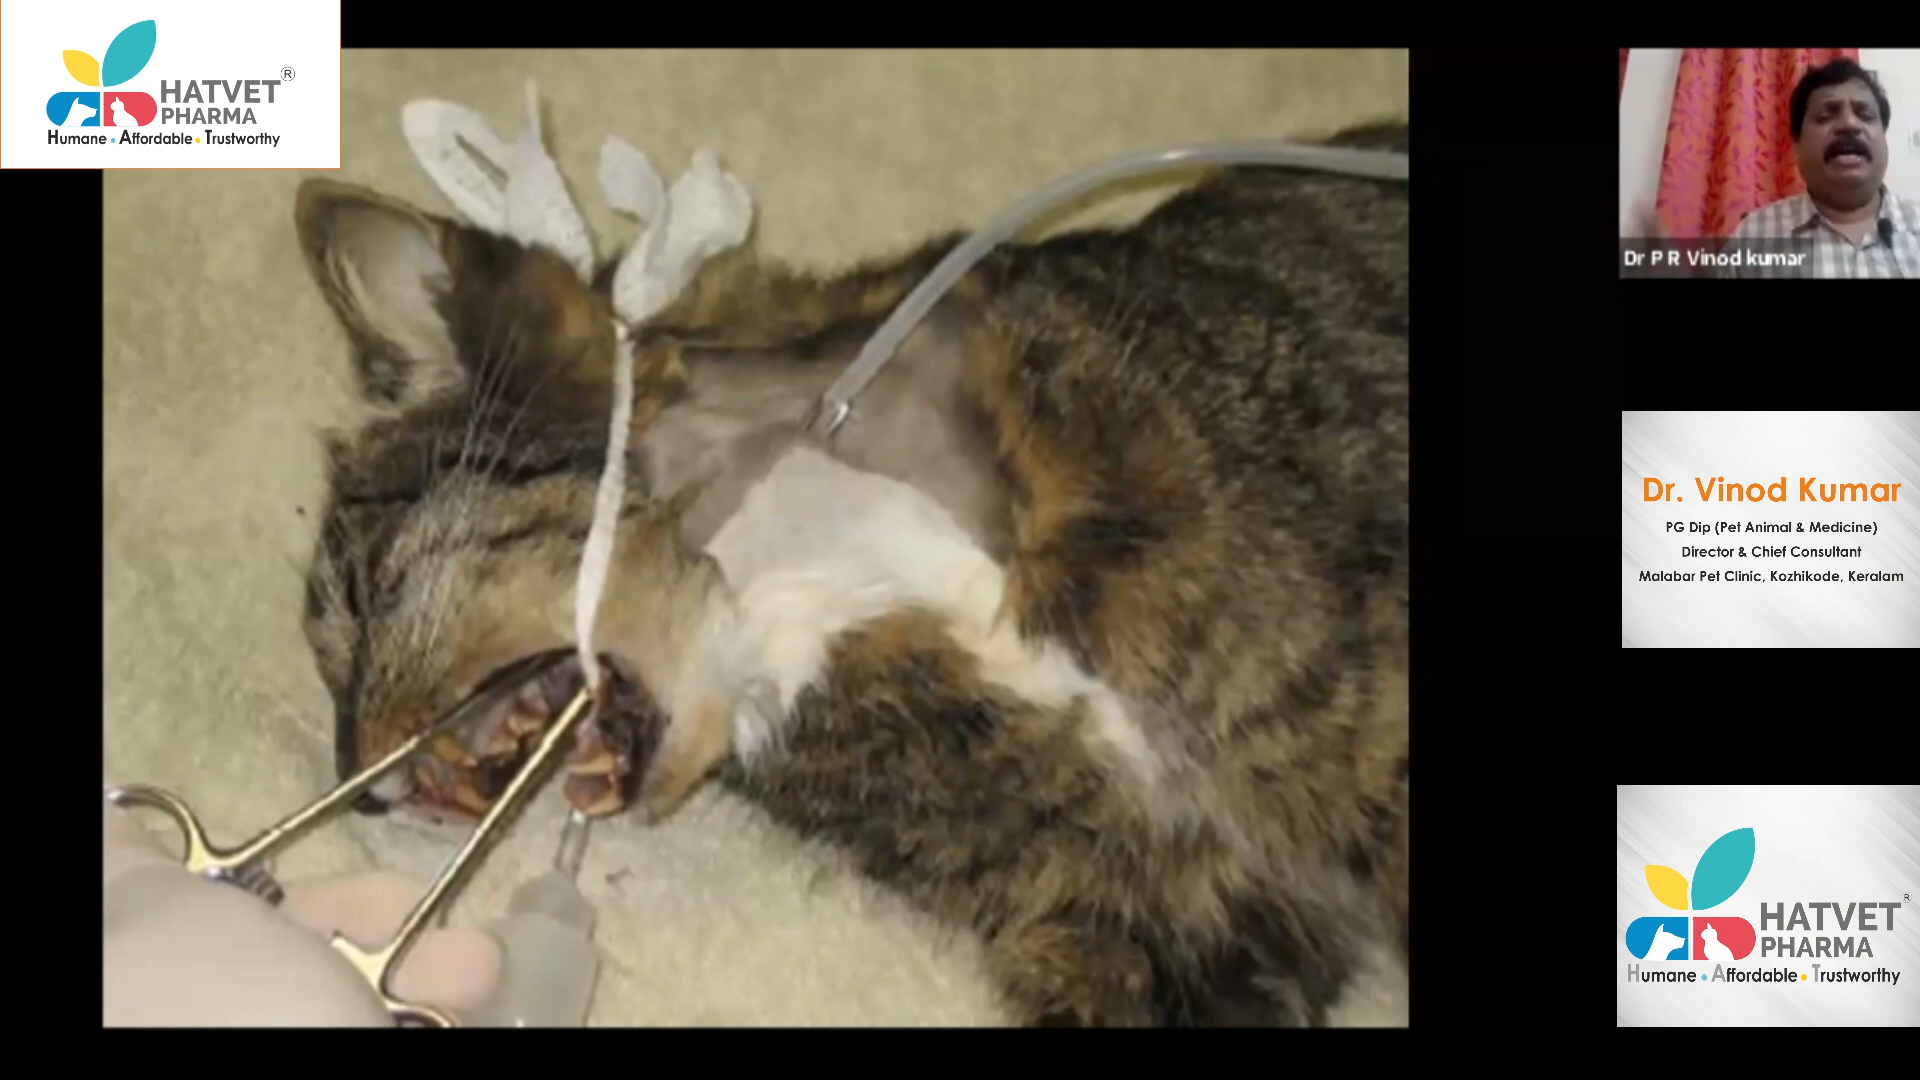 HATVET®
PHARMA
Humane • Affordable • Trustworthy
Dr P R Vinod kumar
Dr. Vinod Kumar
PG Dip (Pet Animal & Medicine)
Director & Chief Consultant
Malabar Pet Clinic, Kozhikode, Keralam
HATVET®
PHARMA
Humane • Affordable • Trustworthy